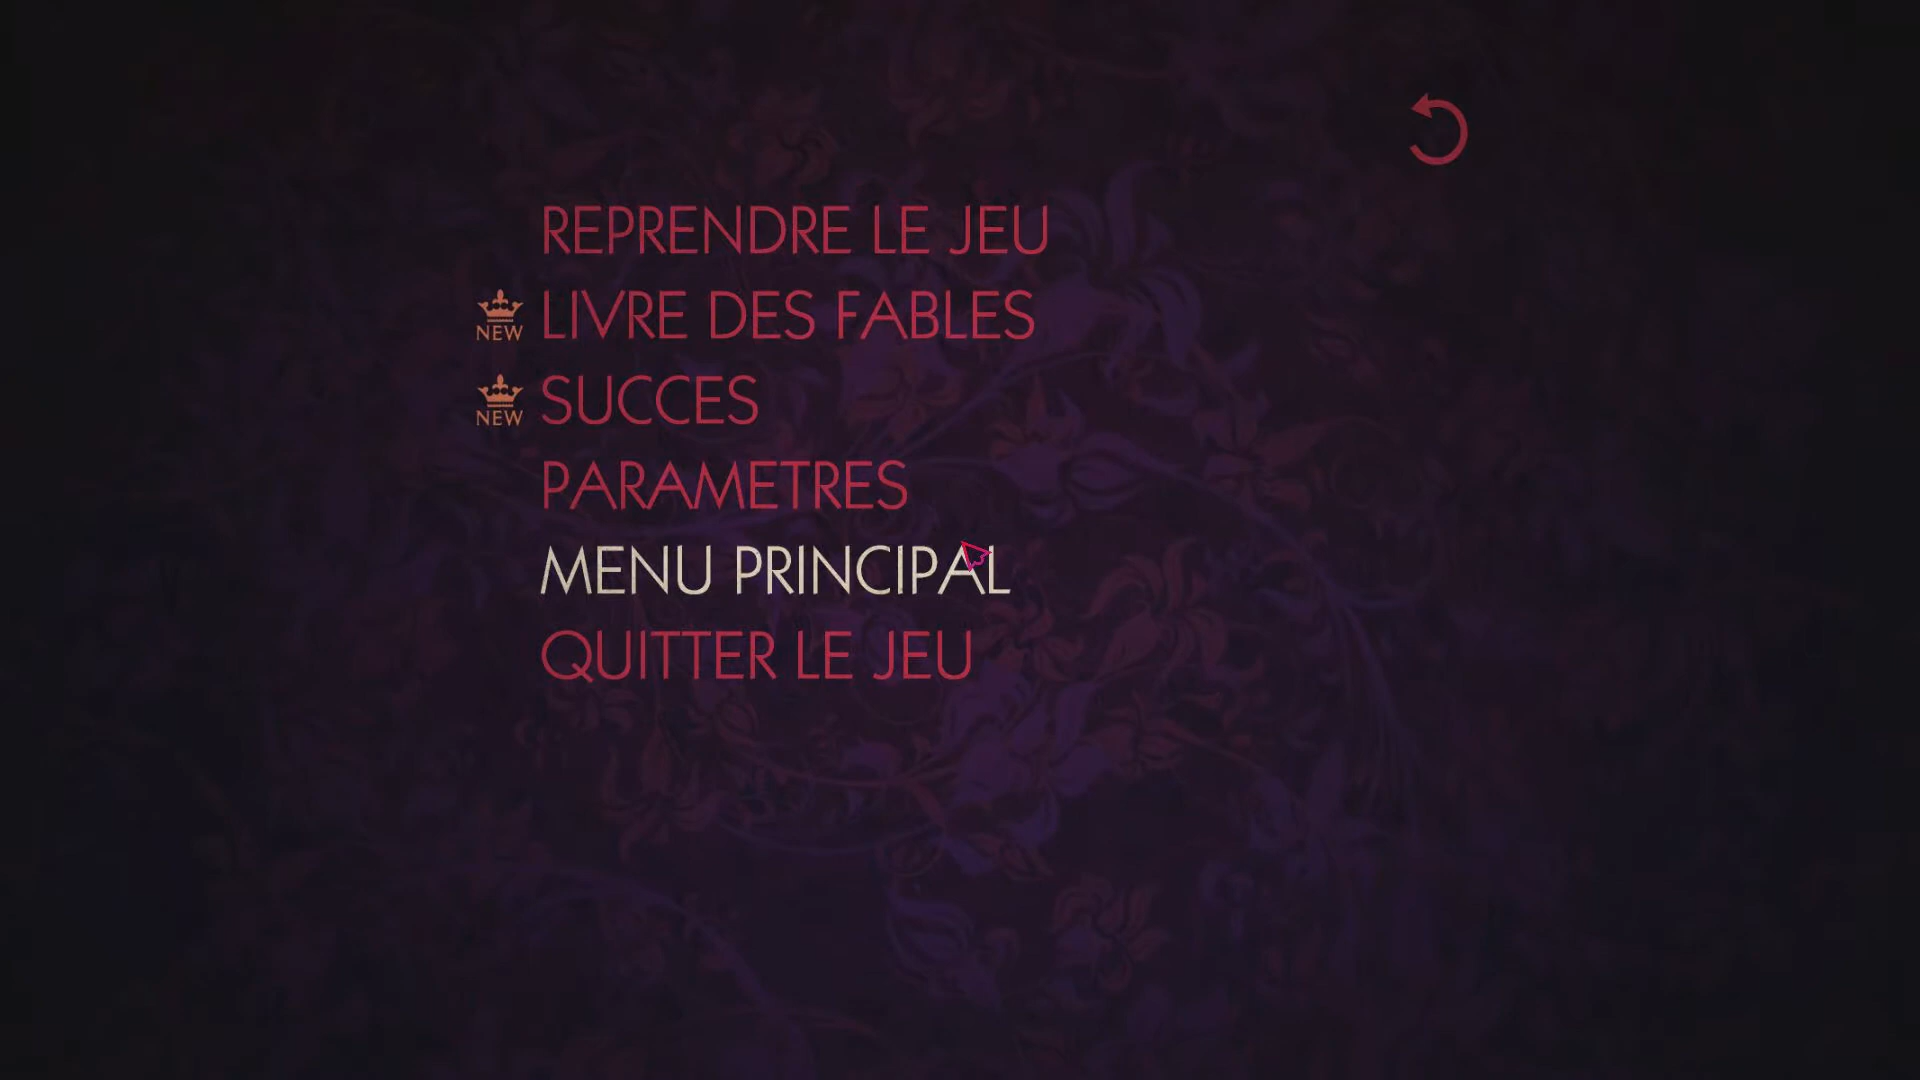 REPRENDRE LE JEU
NEW LIVRE DES FABLES
NEW SUCCES
PARAMETRES
MENU PRINCIPAL
QUITTER LE JEU